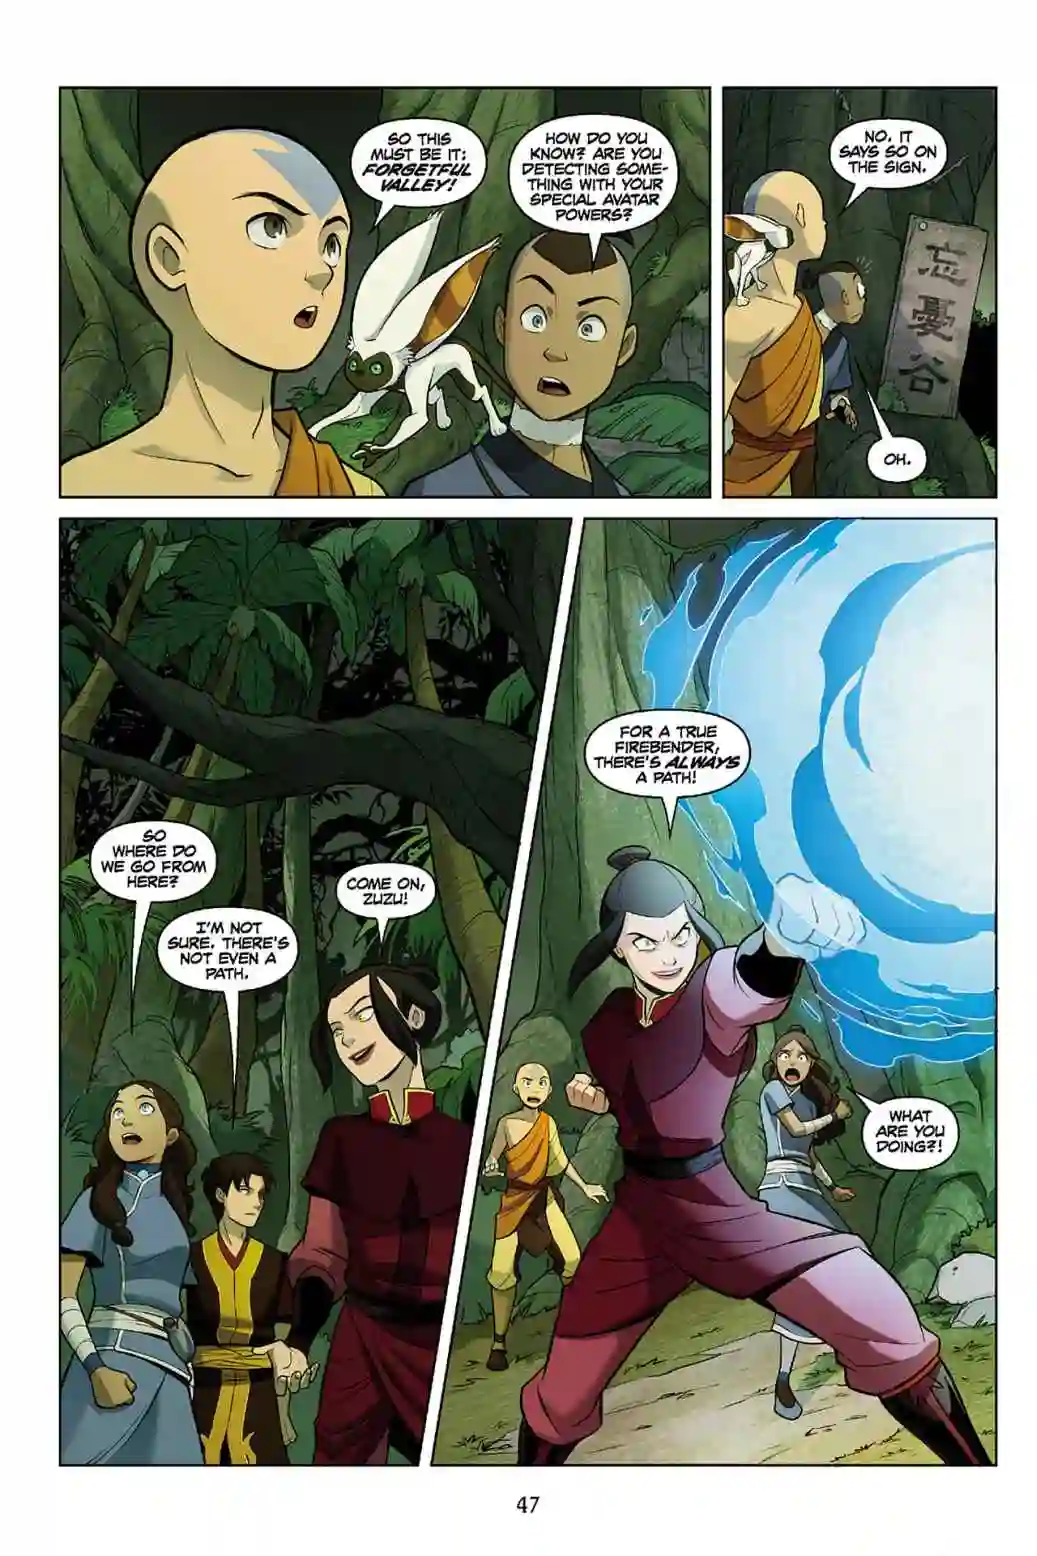 SO THIS
MUST BE IT:
FORGETFUL
VALLEY!
HOW DO YOU
KNOW? ARE YOU
DETECTING SOME-
THING WITH YOUR
SPECIAL AVATAR
POWERS?
NO. IT
SAYS SO ON
THE SIGN.
忘
憂
谷
OH.
SO
WHERE DO
WE GO FROM
HERE?
I'M NOT
SURE. THERE'S
NOT EVEN A
PATH.
COME ON,
ZUZU!
FOR A TRUE
FIREBENDER,
THERE'S ALWAYS
A PATH!
WHAT
ARE YOU
DOING?!
47